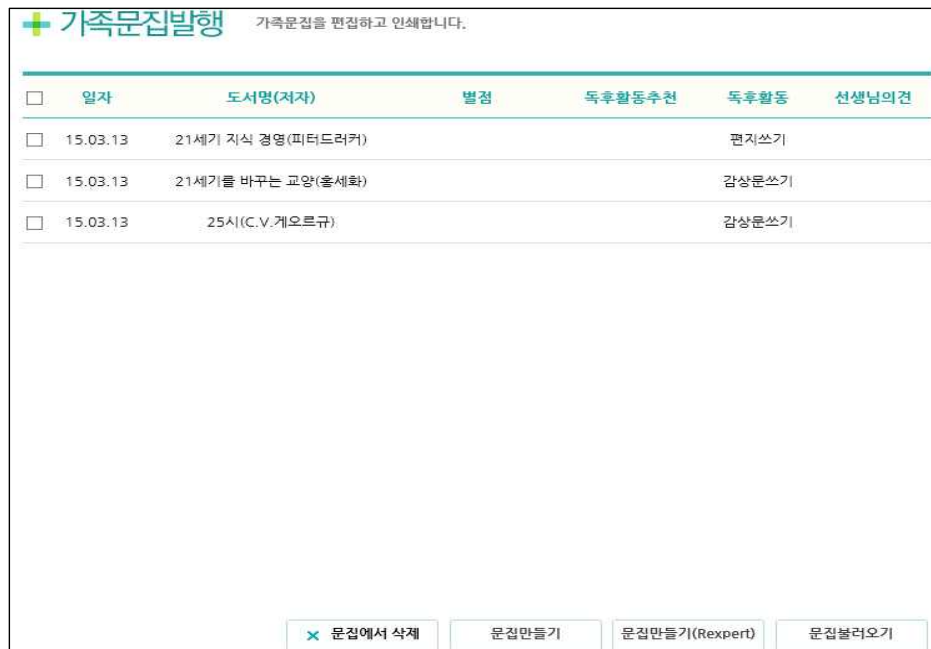 가족문집발행 가족문집을 편집하고 인쇄합니다.
일자 도서명(저자) 별점 독후활동추천 독후활동 선생님의견
15.03.13 21세기 지식 경영(피터드러커) 편지쓰기
15.03.13 21세기를 바꾸는 교양(홍세화) 감상문쓰기
15.03.13 25시(C.V.게오르규) 감상문쓰기
문집에서 삭제 문집만들기 문집만들기(Rexpert) 문집불러오기